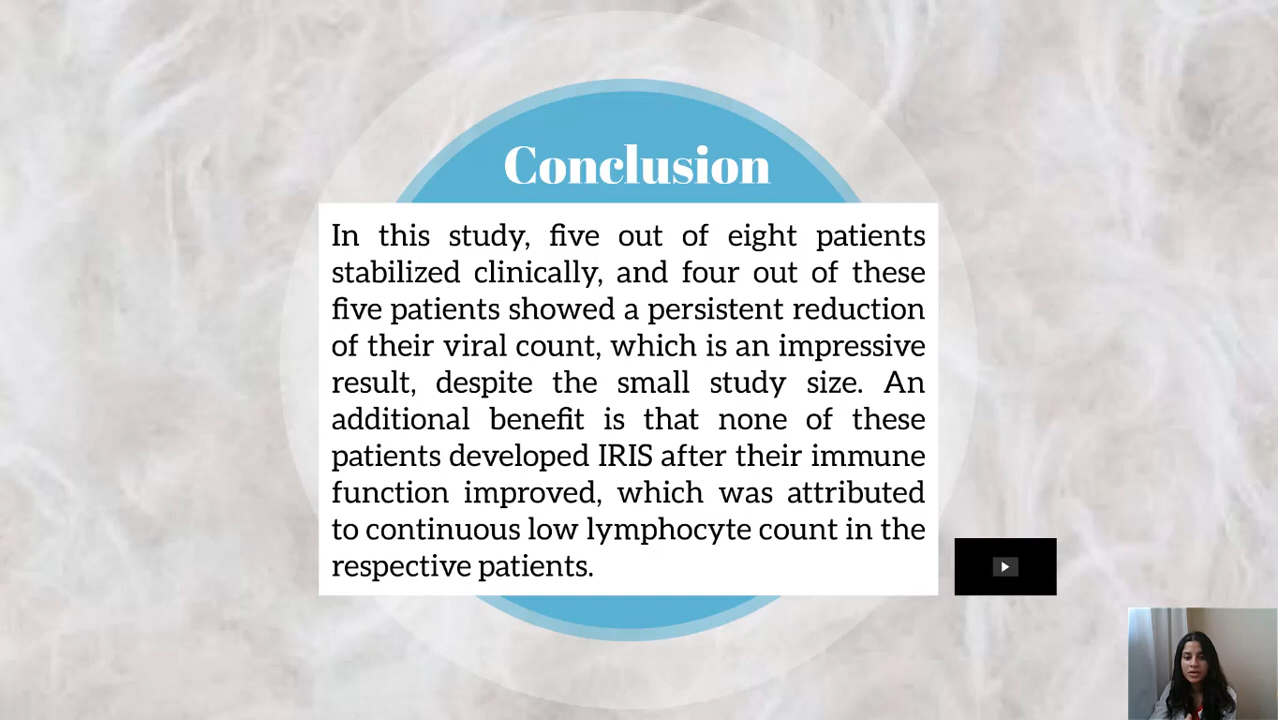 Conclusion
In this study, five out of eight patients
stabilized clinically, and four out of these
five patients showed a persistent reduction
of their viral count, which is an impressive
result, despite the small study size. An
additional benefit is that none of these
patients developed IRIS after their immune
function improved, which was attributed
to continuous low lymphocyte count in the
respective patients.